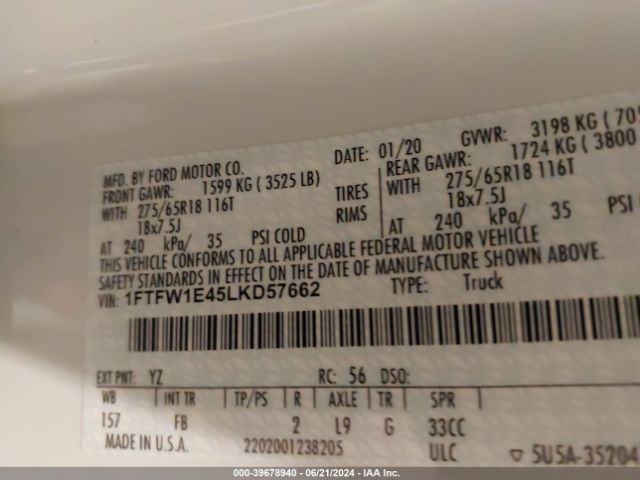 MFD. BY FORD MOTOR CO. DATE: 01/20 GVWR: 3198 KG ( 70
FRONT GAWR: 1599 KG ( 3525 LB) REAR GAWR: 1724 KG ( 3800
WITH 275/65R18 116T TIRES WITH 275/65R18 116T
18x7.5J RIMS 18x7.5J
AT 240 kPa/ 35 PSI COLD AT 240 kPa/ 35
THIS VEHICLE CONFORMS TO ALL APPLICABLE FEDERAL MOTOR VEHICLE
SAFETY STANDARDS IN EFFECT ON THE DATE OF MANUFACTURE SHOWN ABOVE.
VIN: 1FTFW1E45LKD57662 TYPE: Truck
EXT PNT: YZ RC: 56 DSO:
WB INT TR TP/PS R AXLE TR SPR
157 FB 2 L9 G 33CC
MADE IN U.S.A. 2202001238205 ULC ▽ 5U5A-35204
000-39678940 - 06/21/2024 - IAA Inc.